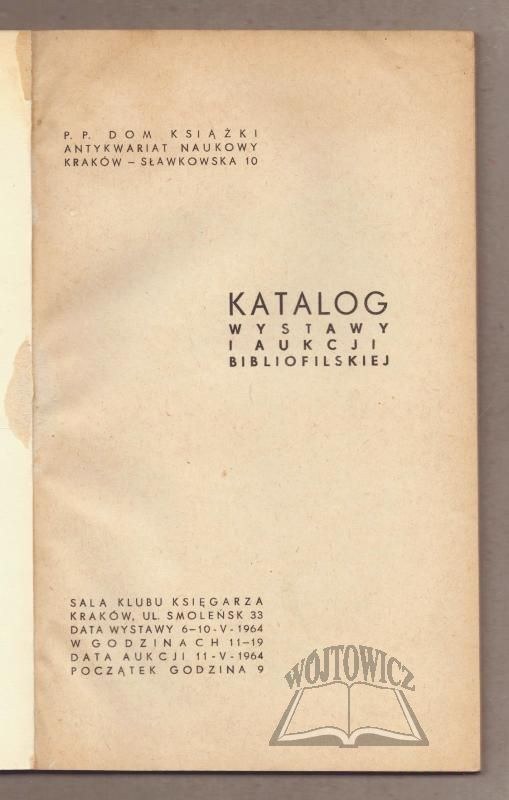 P. P. DOM KSIĄŻKI
ANTYKWARIAT NAUKOWY
KRAKÓW – SŁAWKOWSKA 10
KATALOG
WYSTAWY
I AUKCJI
BIBLIOFILSKIEJ
SALA KLUBU KSIĘGARZA
KRAKÓW, UL. SMOLEŃSK 33
DATA WYSTAWY 6–10-V-1964
W GODZINACH 11–19
DATA AUKCJI 11-V-1964
POCZĄTEK GODZINA 9
WÓJTOWICZ